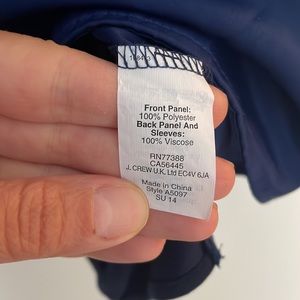 Front Panel:
100% Polyester
Back Panel And
Sleeves:
100% Viscose
RN77388
CA56445
J. CREW U.K. Ltd EC4V 6JA
Made In China
Style A5097
SU 14